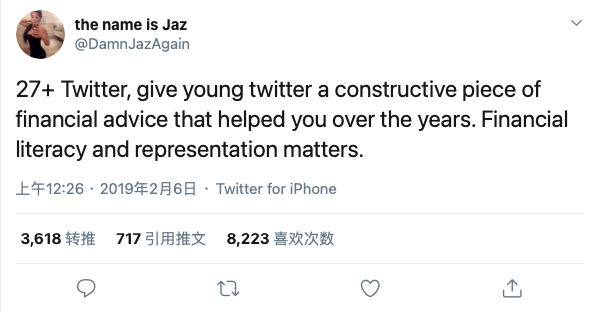 the name is Jaz
@DamnJazAgain
27+ Twitter, give young twitter a constructive piece of
financial advice that helped you over the years. Financial
literacy and representation matters.
上午12:26 · 2019年2月6日 · Twitter for iPhone
3,618 转推 717 引用推文 8,223 喜欢次数